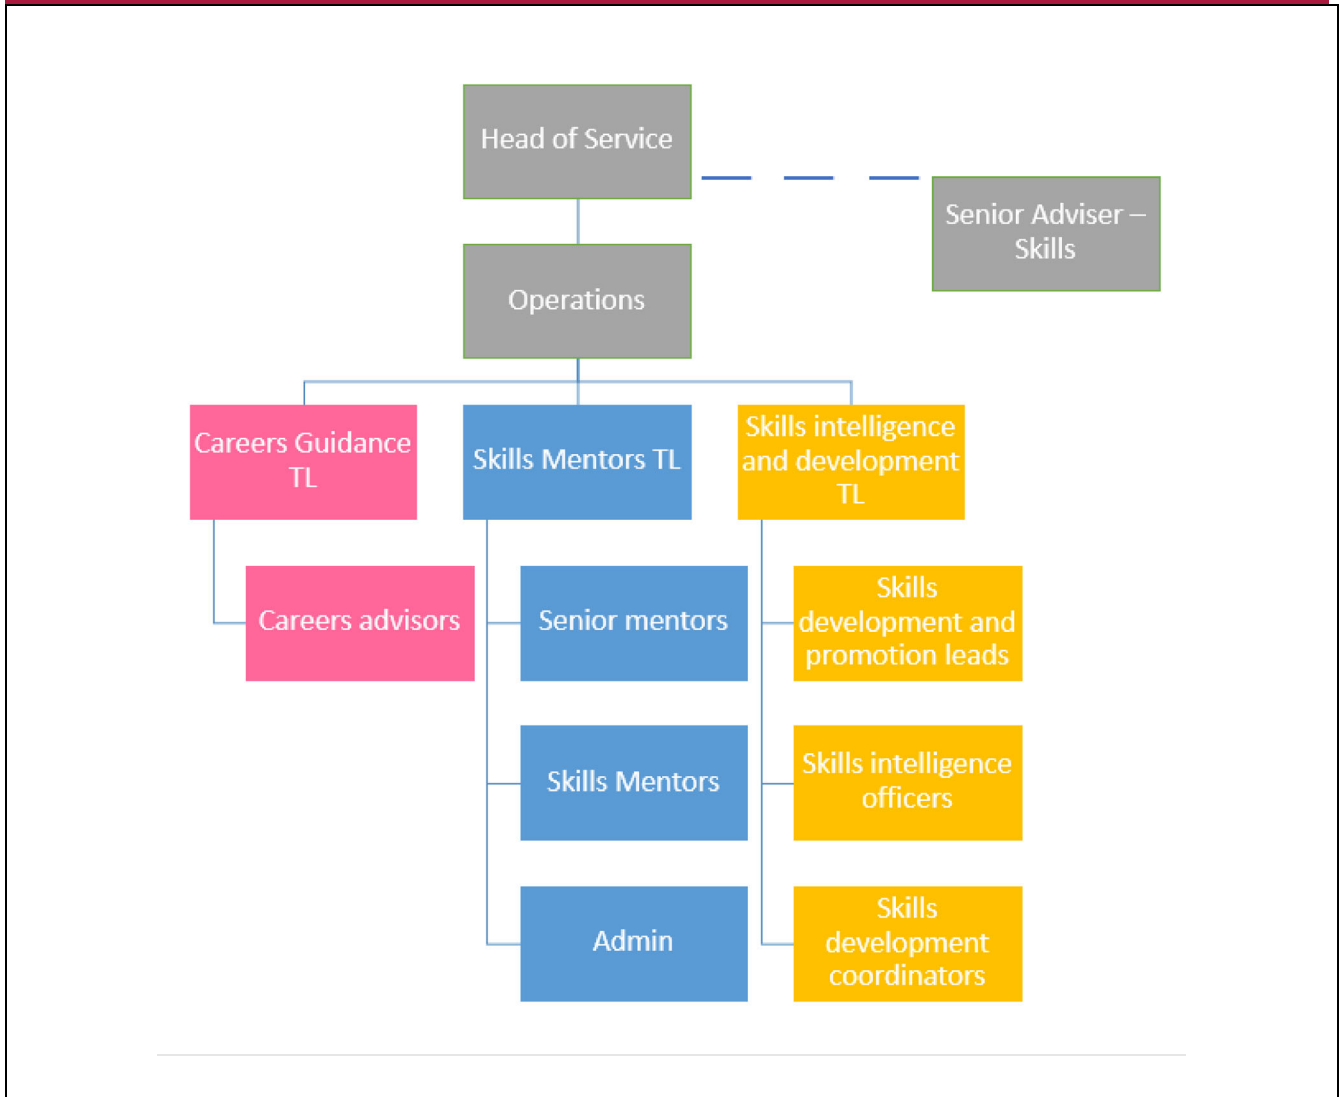 Head of Service
Senior Adviser –
Skills
Operations
Careers Guidance
TL
Skills Mentors TL
Skills intelligence
and development
TL
Careers advisors
Senior mentors
Skills
development and
promotion leads
Skills Mentors
Skills intelligence
officers
Admin
Skills
development
coordinators